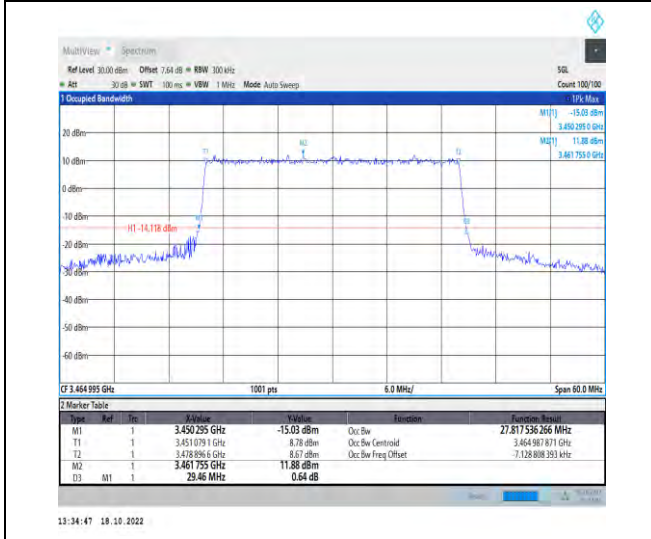 MultiView Spectrum
Ref Level 30.00 dBm Offset 7.64 dB RBW 300 kHz SGL
Att 30 dB SWT 100 ms VBW 1 MHz Mode Auto Sweep Count 100/100
1 Occupied Bandwidth 1Pk Max
M1[1] -15.03 dBm
3.450 295 0 GHz
M2[1] 11.88 dBm
3.461 755 0 GHz
20 dBm
10 dBm
T1 M2 T2
0 dBm
-10 dBm
H1 -14.118 dBm
-20 dBm
-40 dBm
-50 dBm
-60 dBm
CF 3.464 995 GHz 1001 pts 6.0 MHz/ Span 60.0 MHz
2 Marker Table
Type Ref Trc X-Value Y-Value Function Function Result
M1 1 3.450 295 GHz -15.03 dBm Occ Bw 27.817 536 266 MHz
T1 1 3.451 079 1 GHz 8.78 dBm Occ Bw Centroid 3.464 987 871 GHz
T2 1 3.478 896 6 GHz 8.67 dBm Occ Bw Freq Offset -7.128 808 393 kHz
M2 1 3.461 755 GHz 11.88 dBm
D3 M1 1 29.46 MHz 0.64 dB
13:34:47 18.10.2022